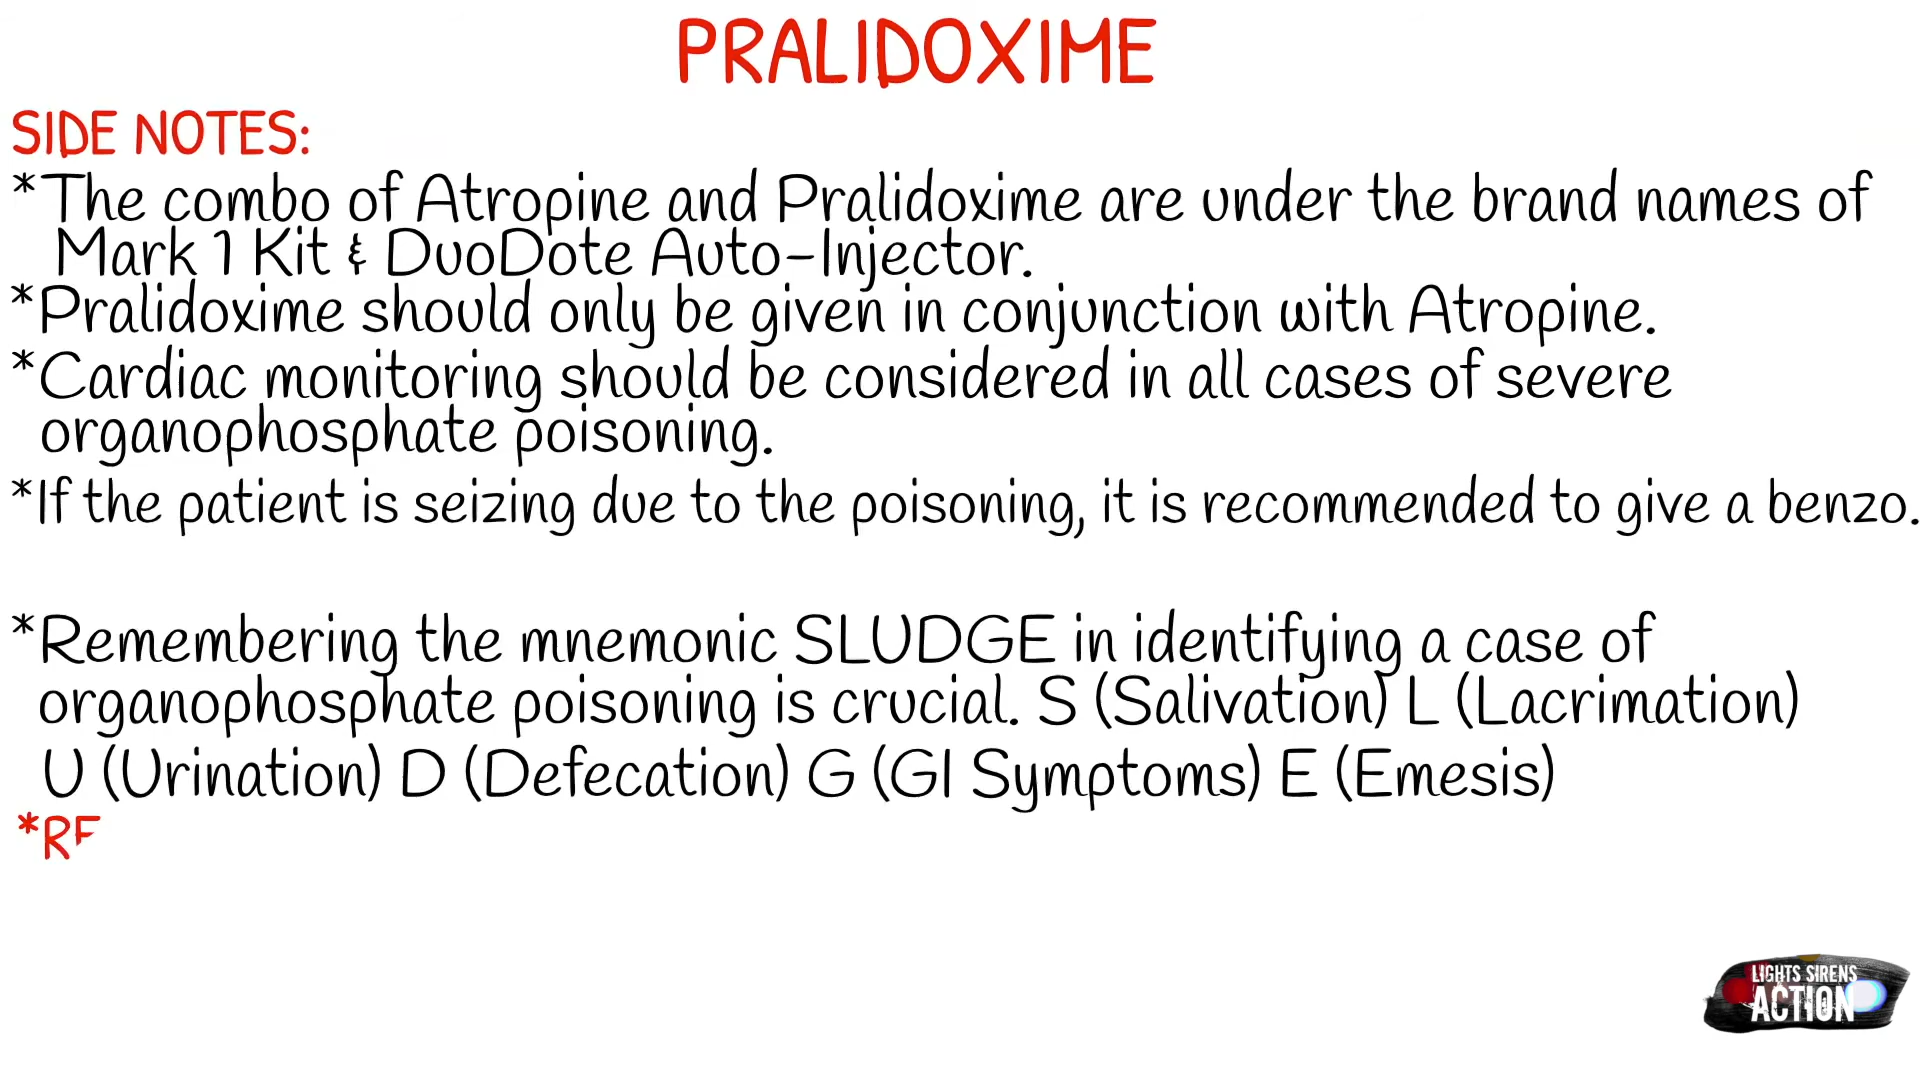 PRALIDOXIME
SIDE NOTES:
*The combo of Atropine and Pralidoxime are under the brand names of
Mark 1 Kit & DuoDote Auto-Injector.
*Pralidoxime should only be given in conjunction with Atropine.
*Cardiac monitoring should be considered in all cases of severe
organophosphate poisoning.
*If the patient is seizing due to the poisoning, it is recommended to give a benzo.
*Remembering the mnemonic SLUDGE in identifying a case of
organophosphate poisoning is crucial. S (Salivation) L (Lacrimation)
U (Urination) D (Defecation) G (GI Symptoms) E (Emesis)
LIGHTS SIRENS
ACTION